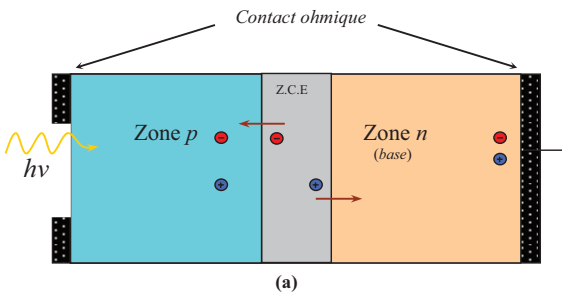 Contact ohmique
Z.C.E
Zone p
Zone n
(base)
hν
(a)